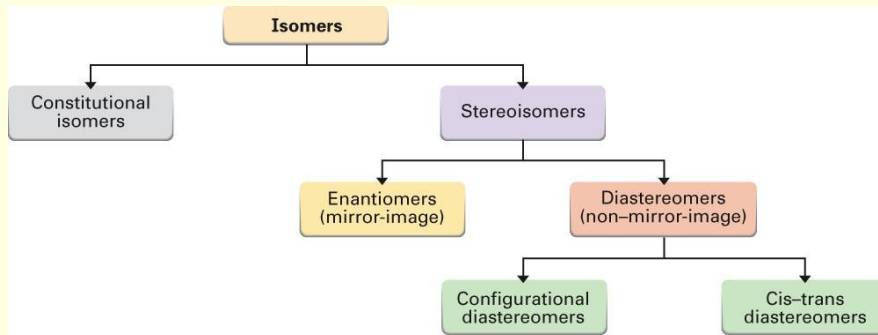 Isomers
Constitutional
isomers
Stereoisomers
Enantiomers
(mirror-image)
Diastereomers
(non–mirror-image)
Configurational
diastereomers
Cis–trans
diastereomers